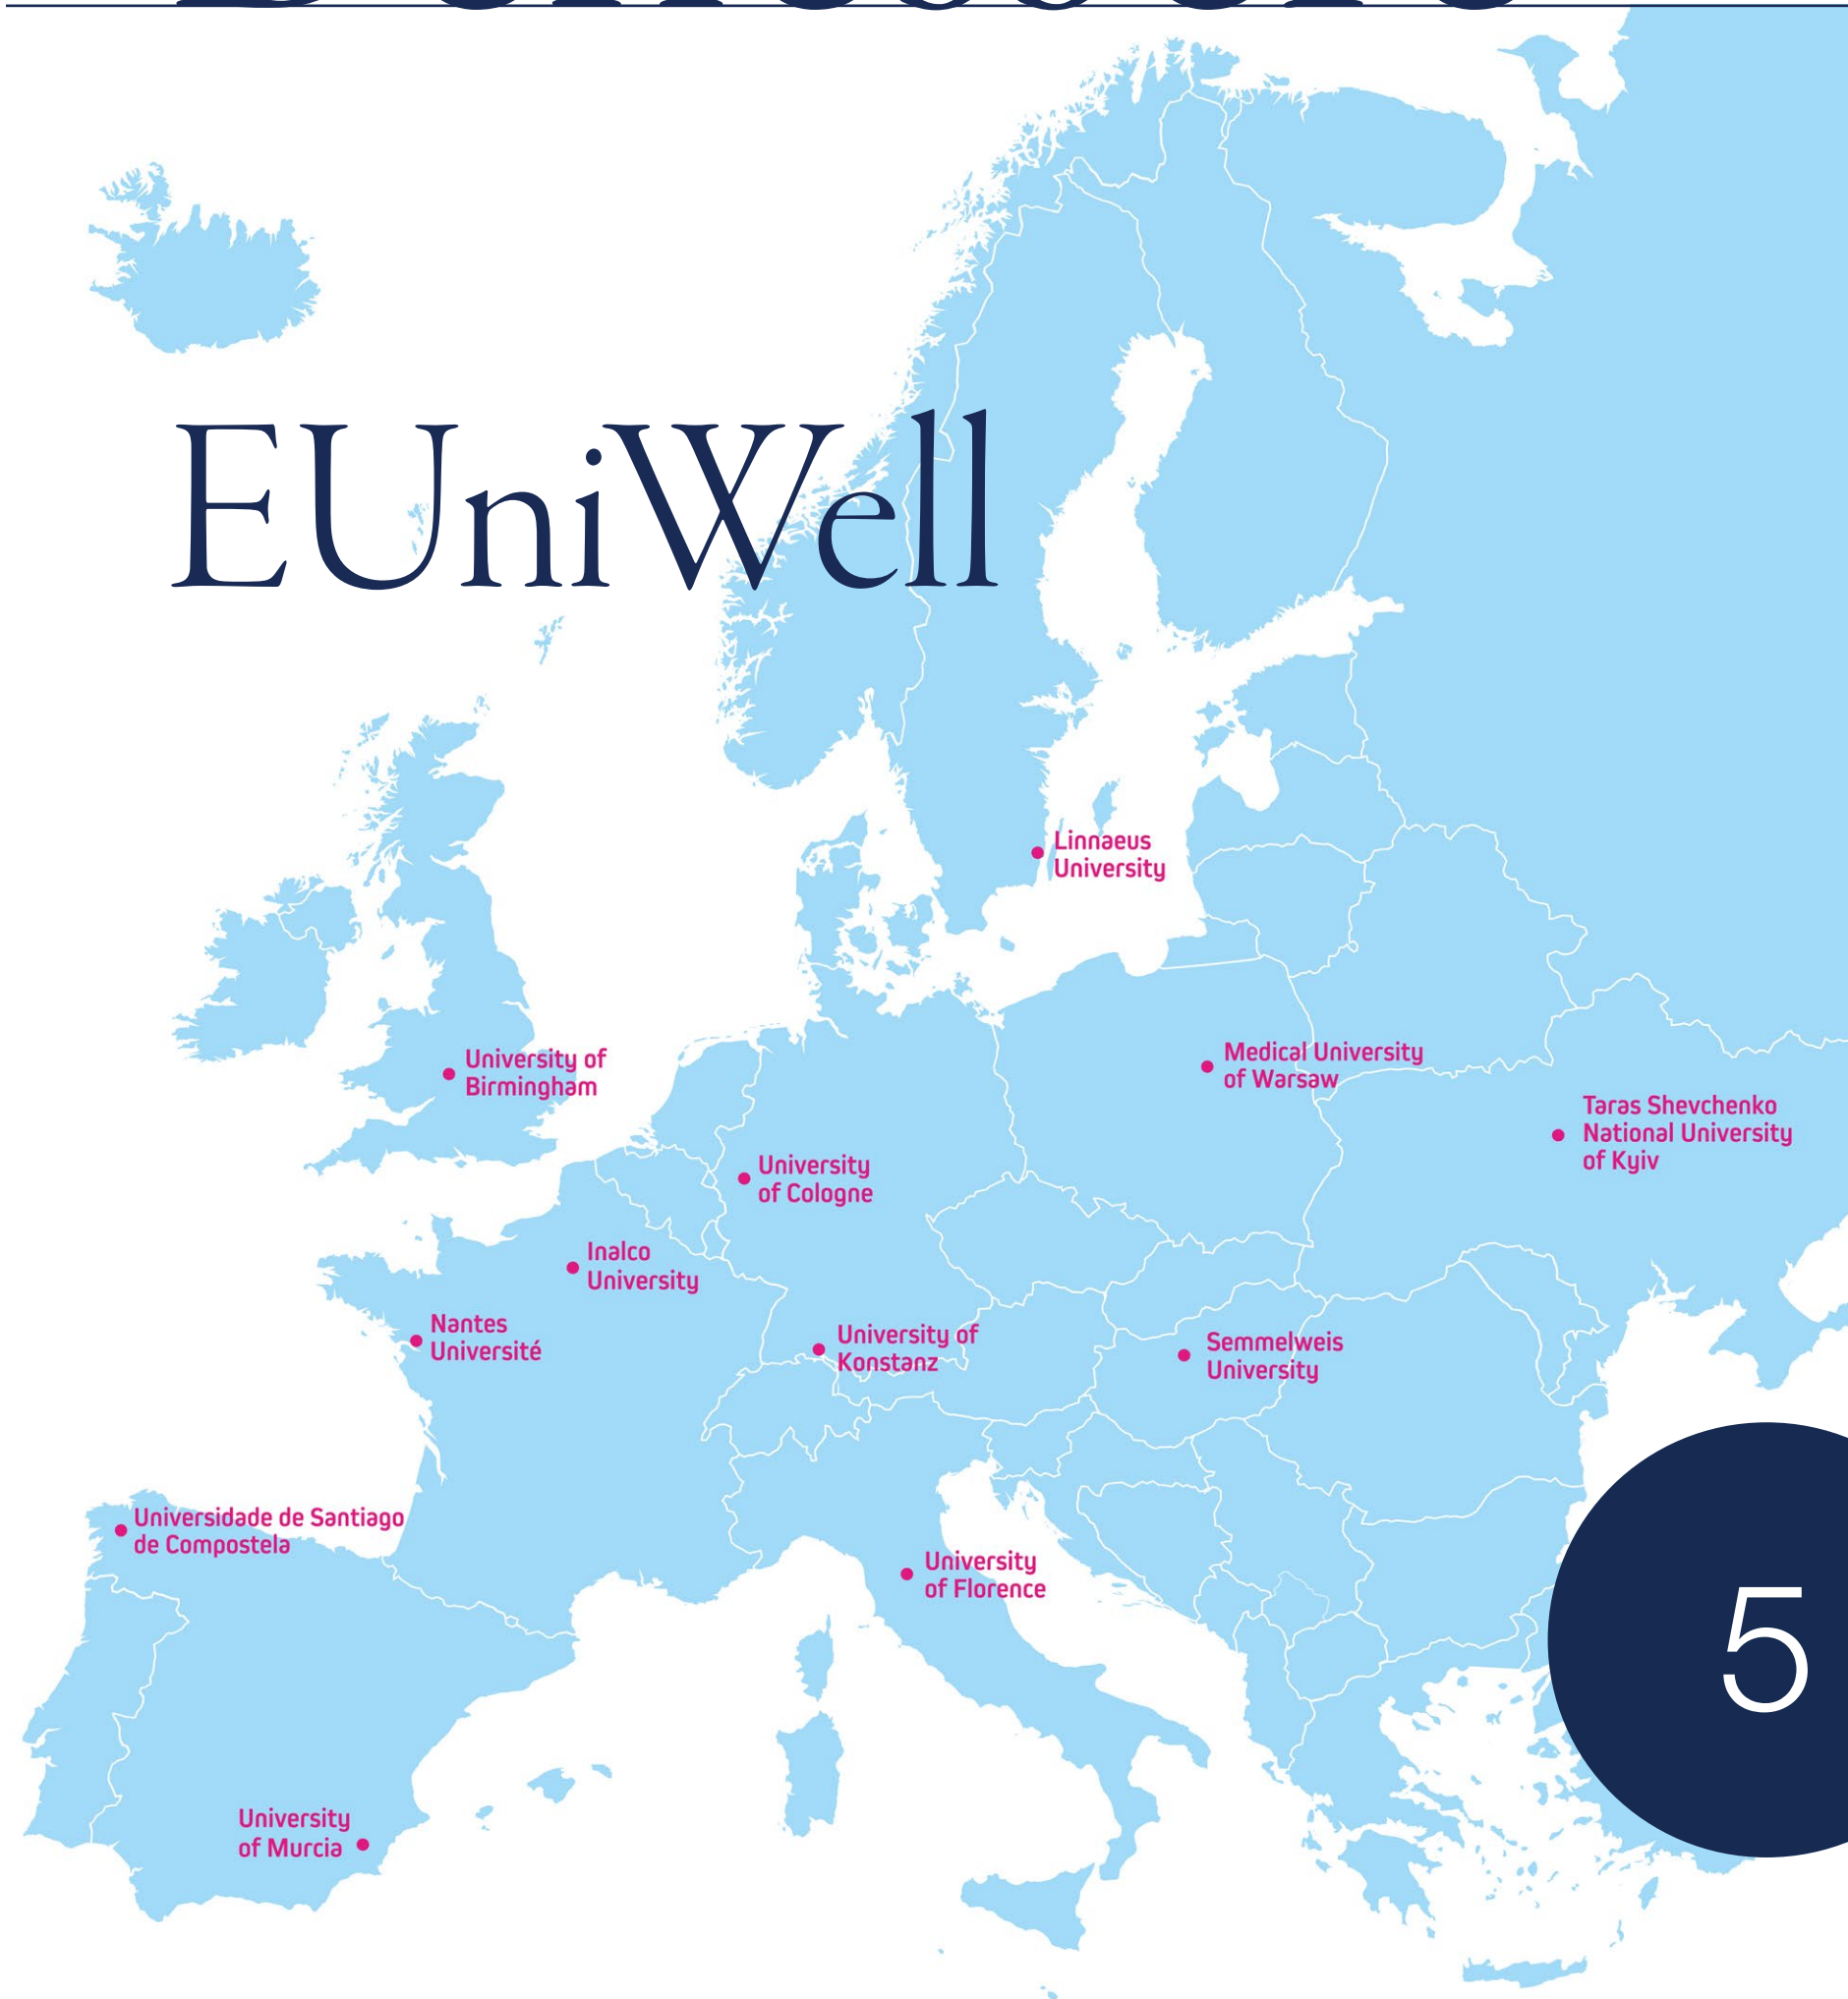 EUniWell
Linnaeus
University
University of
Birmingham
Medical University
of Warsaw
Taras Shevchenko
National University
of Kyiv
University
of Cologne
Inalco
University
Nantes
Université
University of
Konstanz
Semmelweis
University
Universidade de Santiago
de Compostela
University
of Florence
5
University
of Murcia